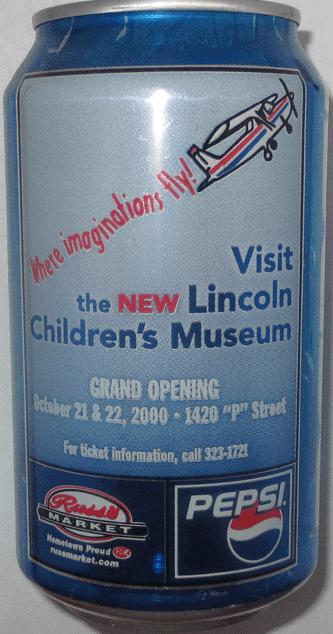 Where imaginations fly!
Visit
the NEW Lincoln
Children's Museum
GRAND OPENING
October 21 & 22, 2000 • 1420 "P" Street
For ticket information, call 323-1721
Russ's
MARKET
Hometown Proud IGA
russmarket.com
PEPSI